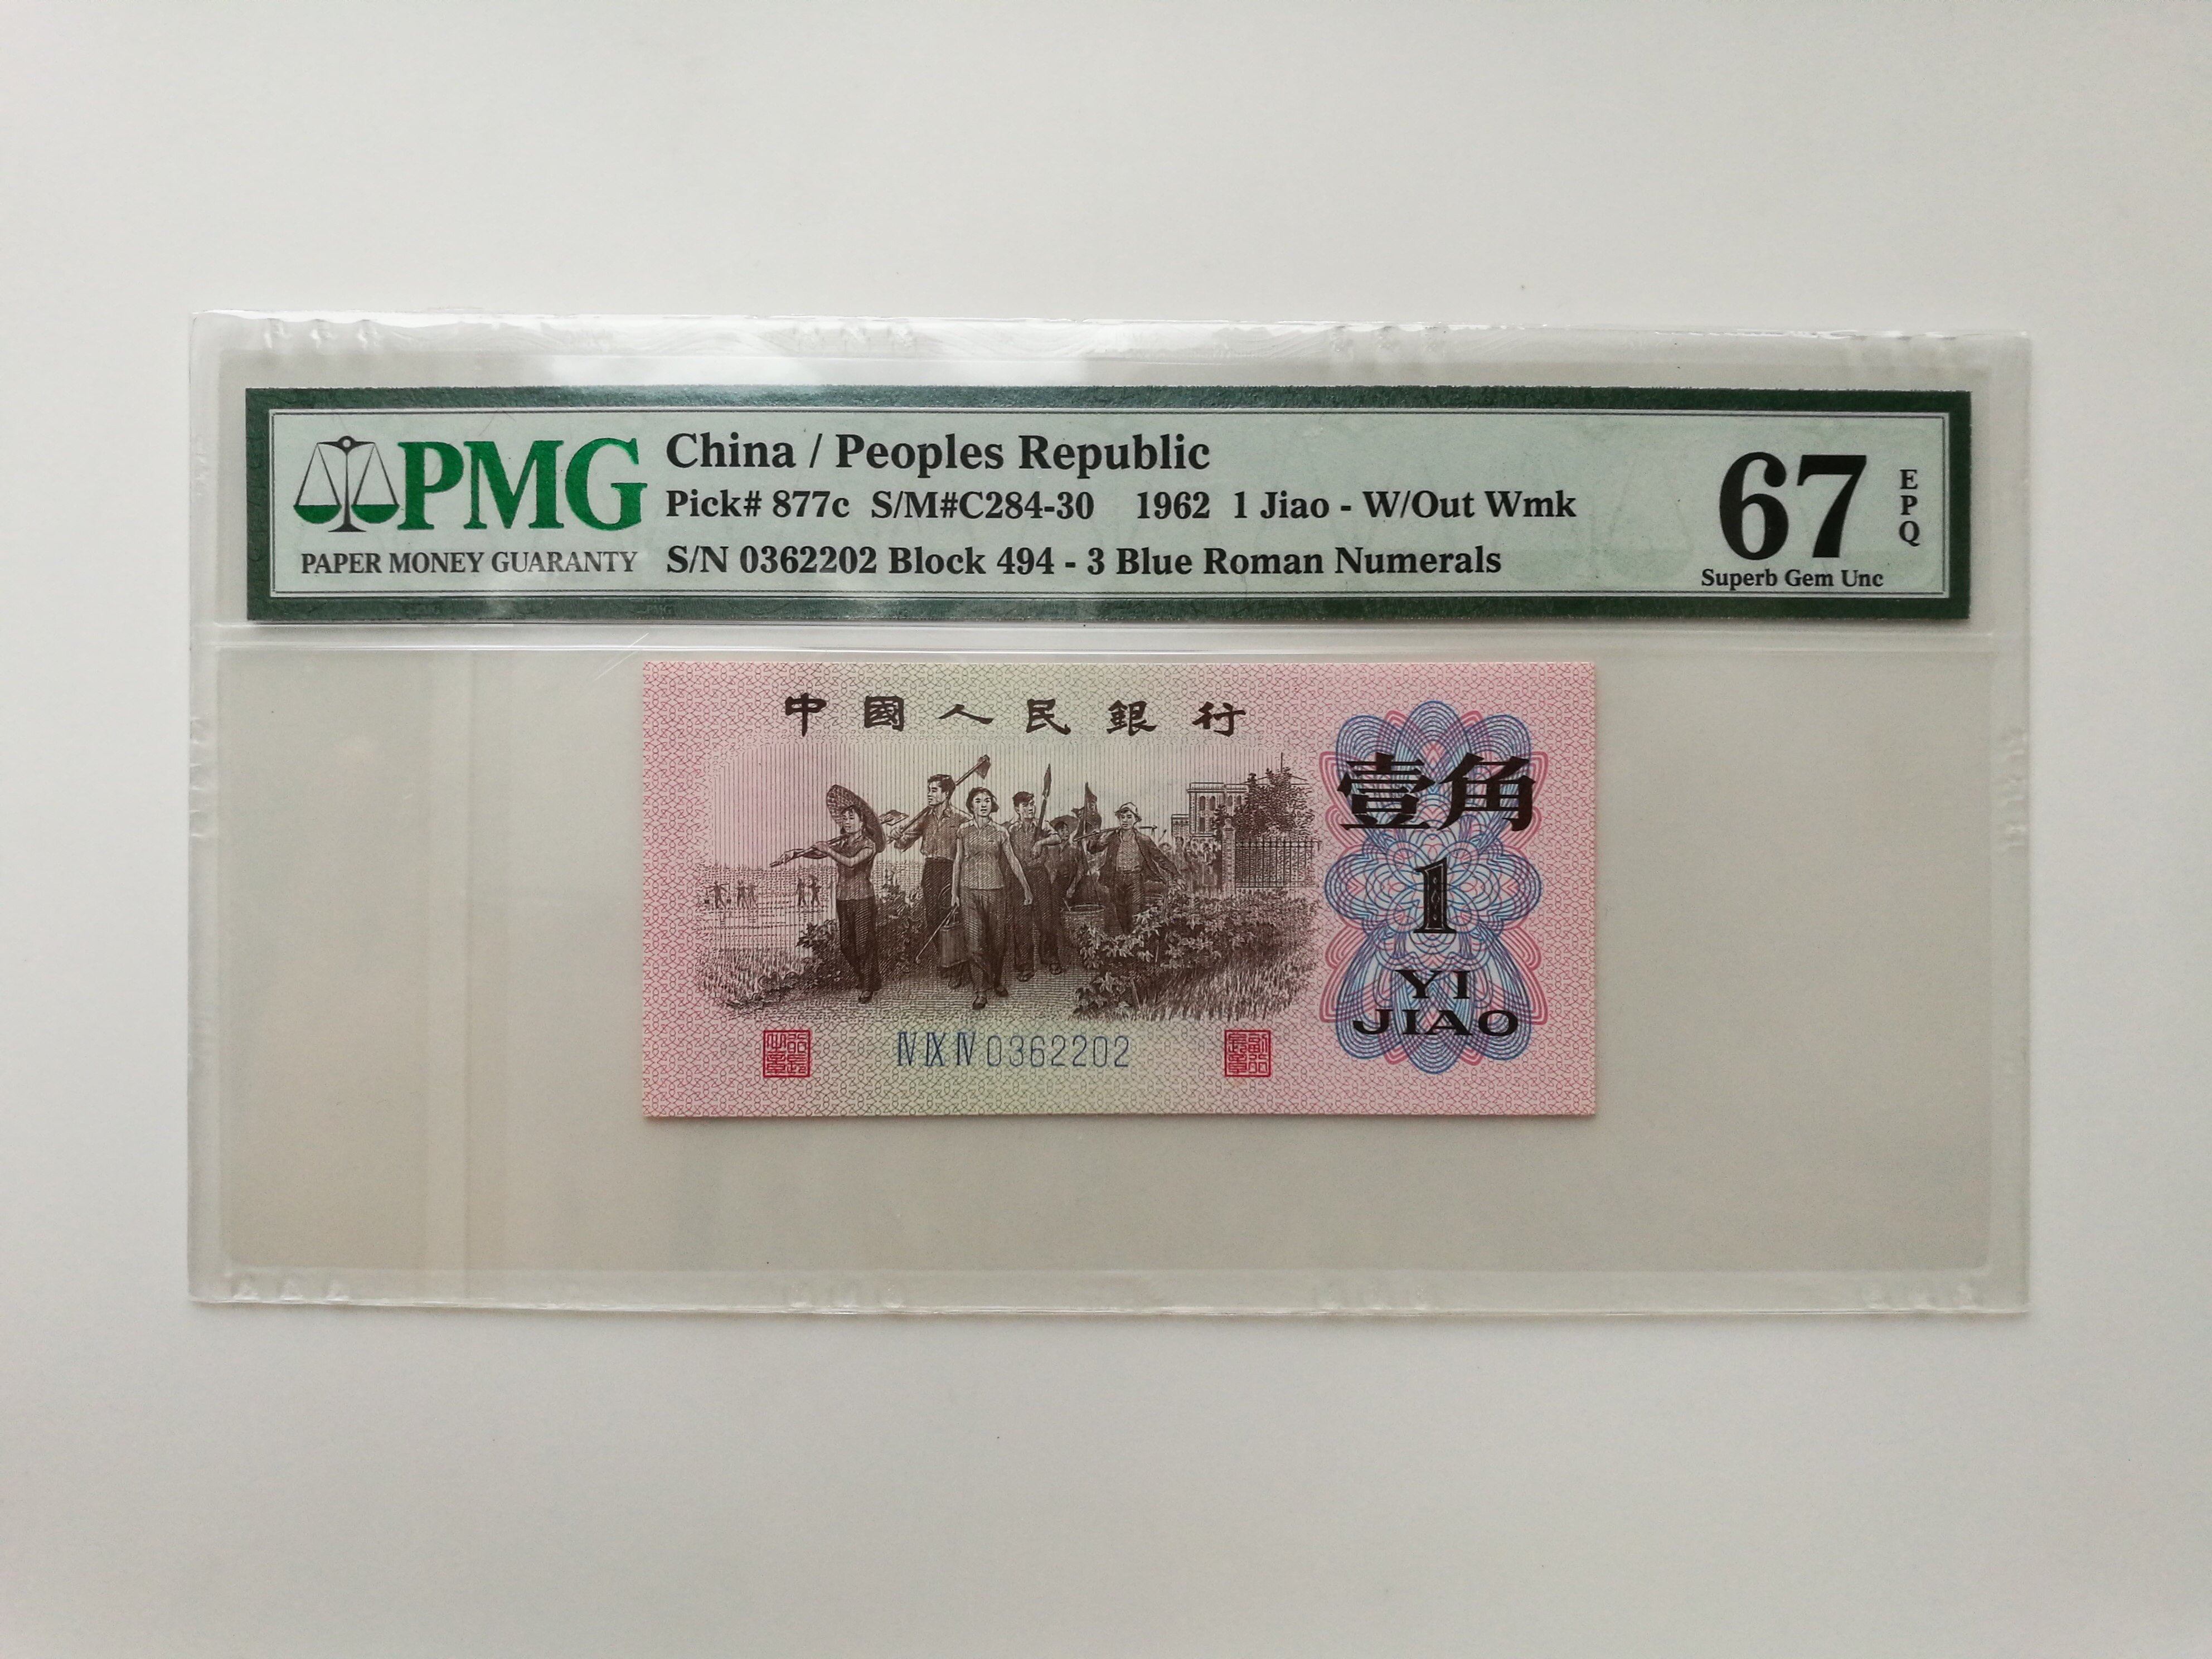 PMG
PAPER MONEY GUARANTY
China / Peoples Republic
Pick# 877c S/M#C284-30 1962 1 Jiao - W/Out Wmk
S/N 0362202 Block 494 - 3 Blue Roman Numerals
67
EPQ
Superb Gem Unc
中國人民銀行
壹角
1
YI
JIAO
IV IX IV 0362202